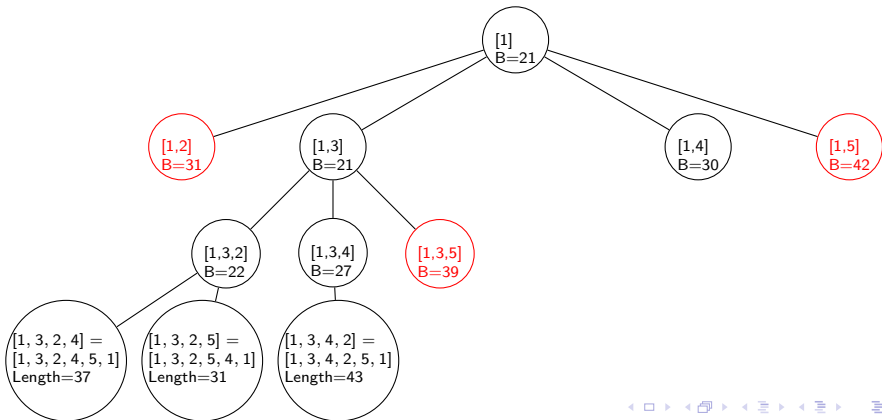 [1]
B=21
[1,2]
B=31
[1,3]
B=21
[1,4]
B=30
[1,5]
B=42
[1,3,2]
B=22
[1,3,4]
B=27
[1,3,5]
B=39
[1, 3, 2, 4] =
[1, 3, 2, 4, 5, 1]
Length=37
[1, 3, 2, 5] =
[1, 3, 2, 5, 4, 1]
Length=31
[1, 3, 4, 2] =
[1, 3, 4, 2, 5, 1]
Length=43